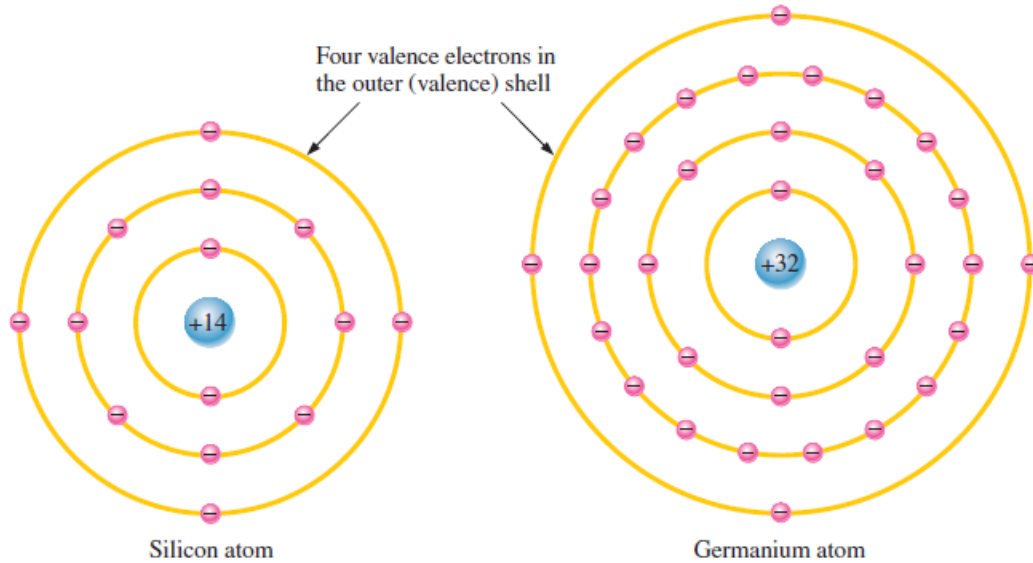 Four valence electrons in
the outer (valence) shell
+14
+32
Silicon atom
Germanium atom